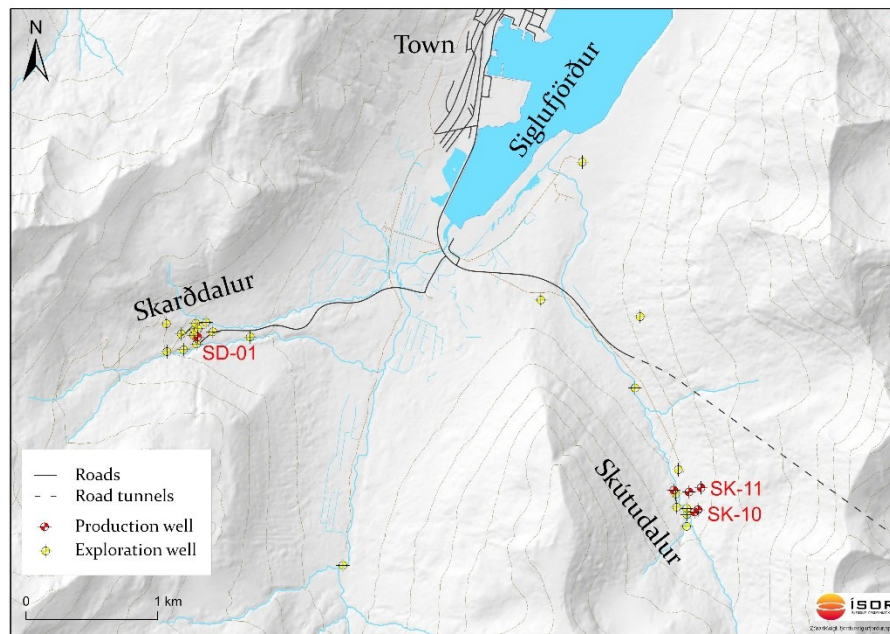 N
Town
Siglufjörður
Skarðdalur
SD-01
Roads
Road tunnels
Production well
Exploration well
0
1 km
Skútudalur
SK-11
SK-10
ÍSOR